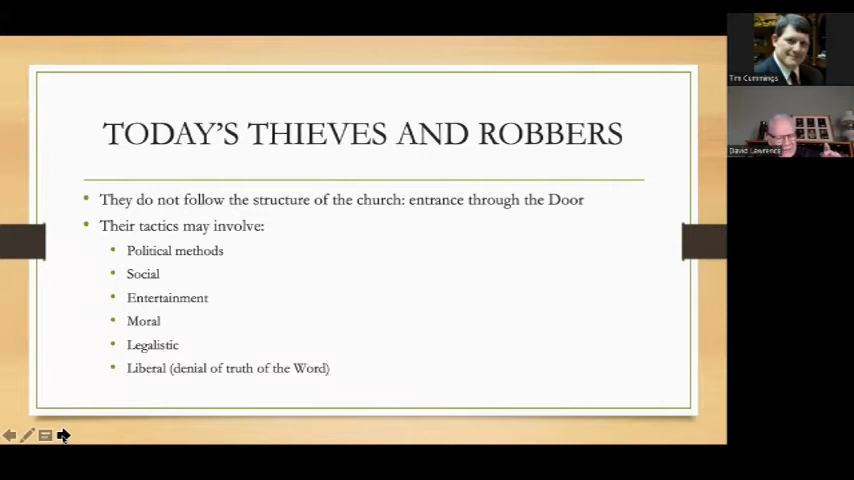 TODAY'S THIEVES AND ROBBERS
• They do not follow the structure of the church: entrance through the Door
• Their tactics may involve:
• Political methods
• Social
• Entertainment
• Moral
• Legalistic
• Liberal (denial of truth of the Word)
Tim Cummings
David Lawrence